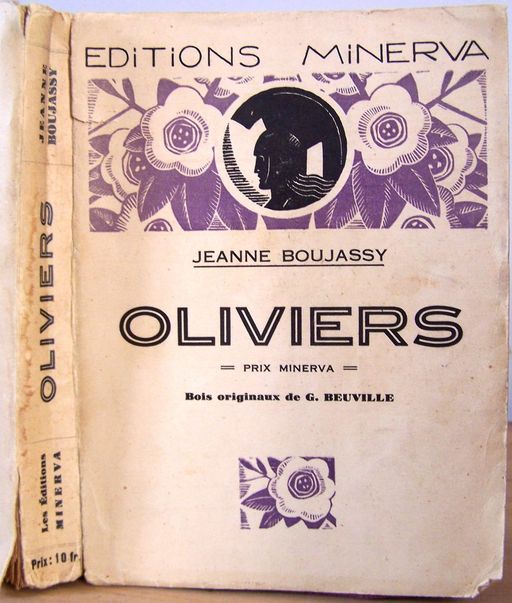 EDiTiONS MiNERVA
JEANNE BOUJASSY
OLIVIERS
= PRIX MINERVA =
Bois originaux de G. BEUVILLE
JEANNE
BOUJASSY
OLIVIERS
Les Éditions
MINERVA
Prix : 10 fr.